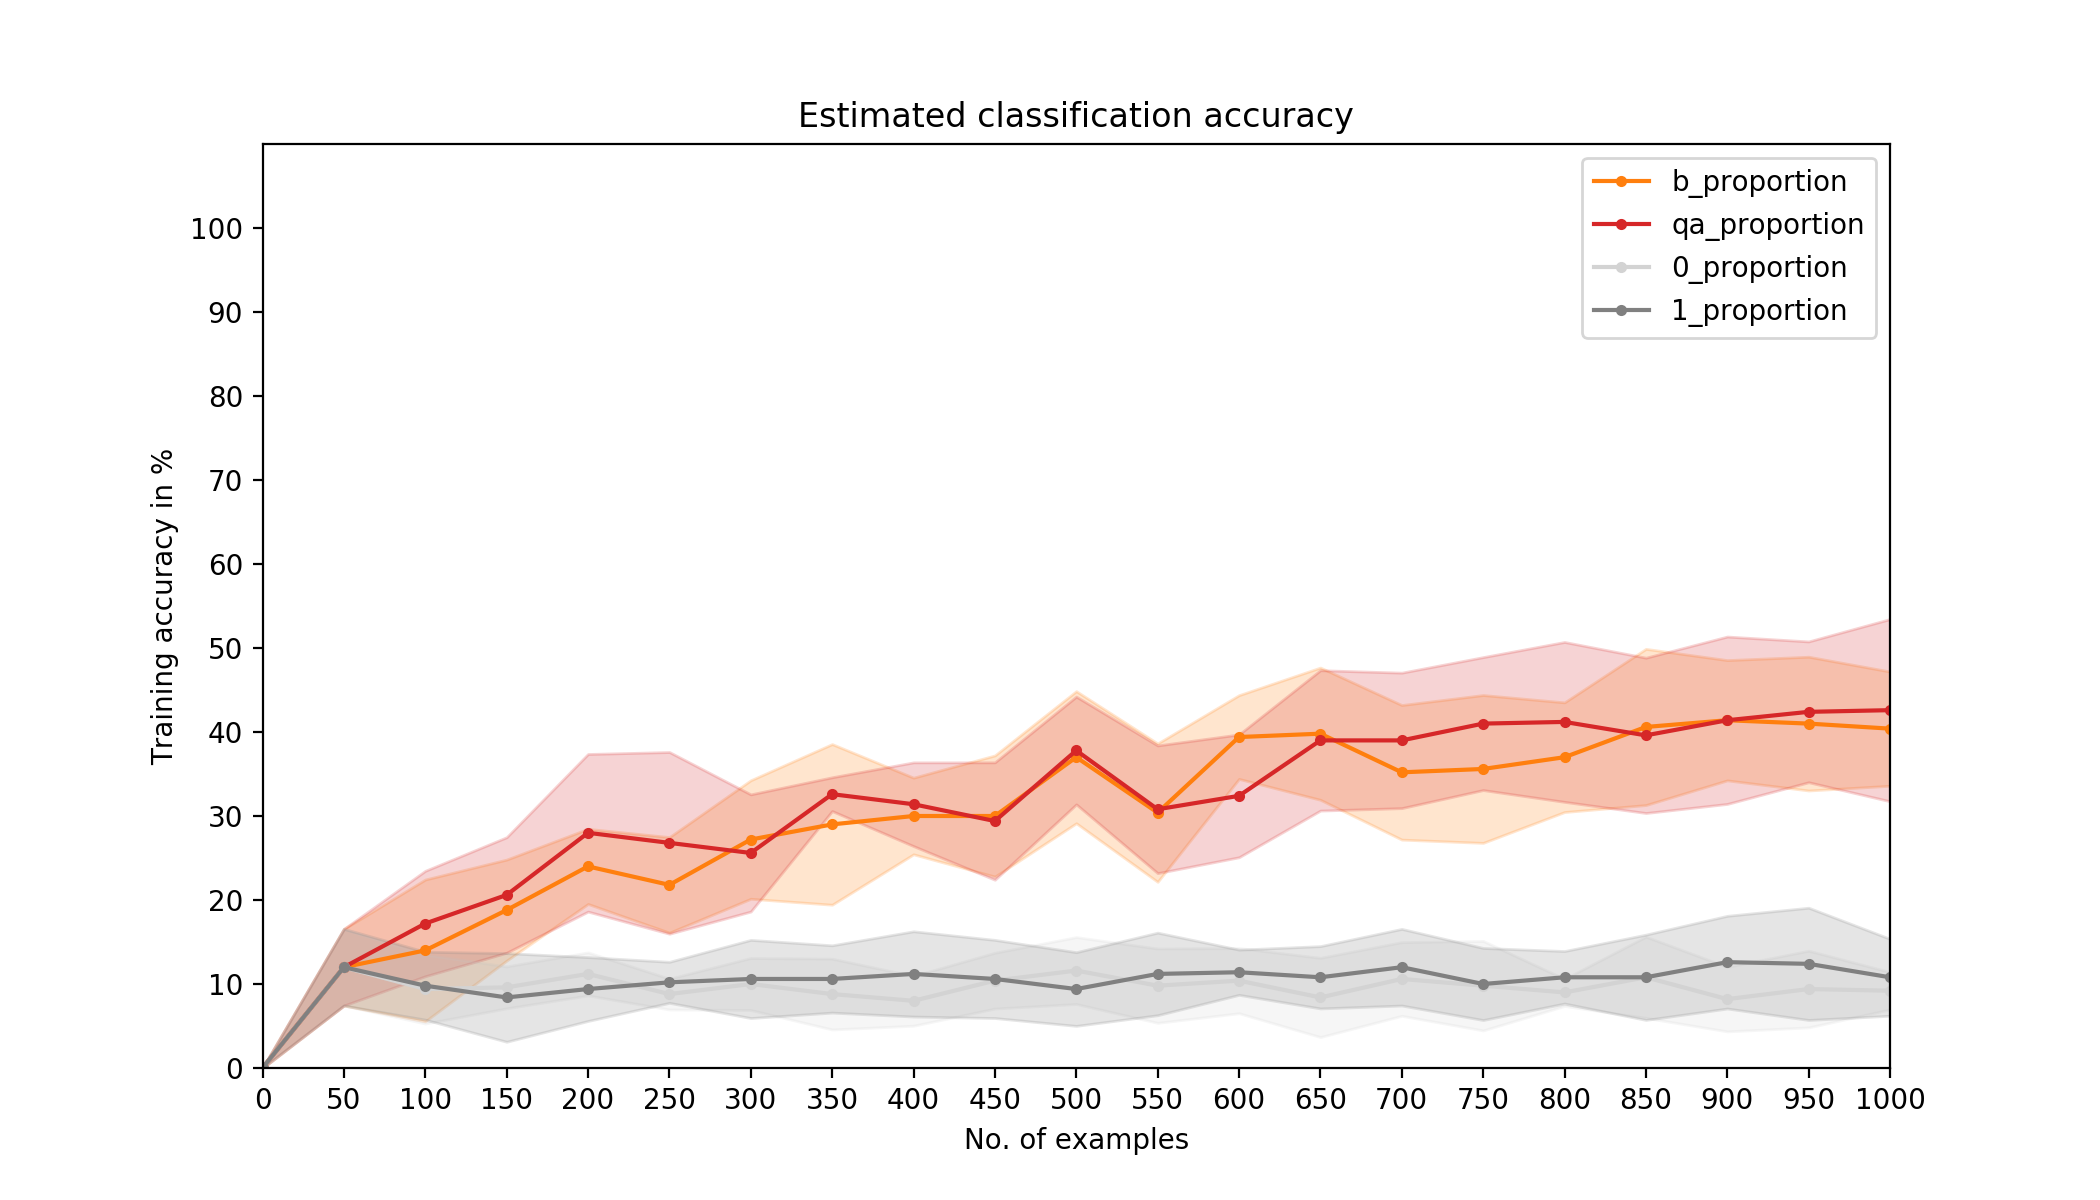 Estimated classification accuracy
b_proportion
qa_proportion
0_proportion
1_proportion
100
90
80
70
60
50
40
30
20
10
0
Training accuracy in %
0 50 100 150 200 250 300 350 400 450 500 550 600 650 700 750 800 850 900 950 1000
No. of examples